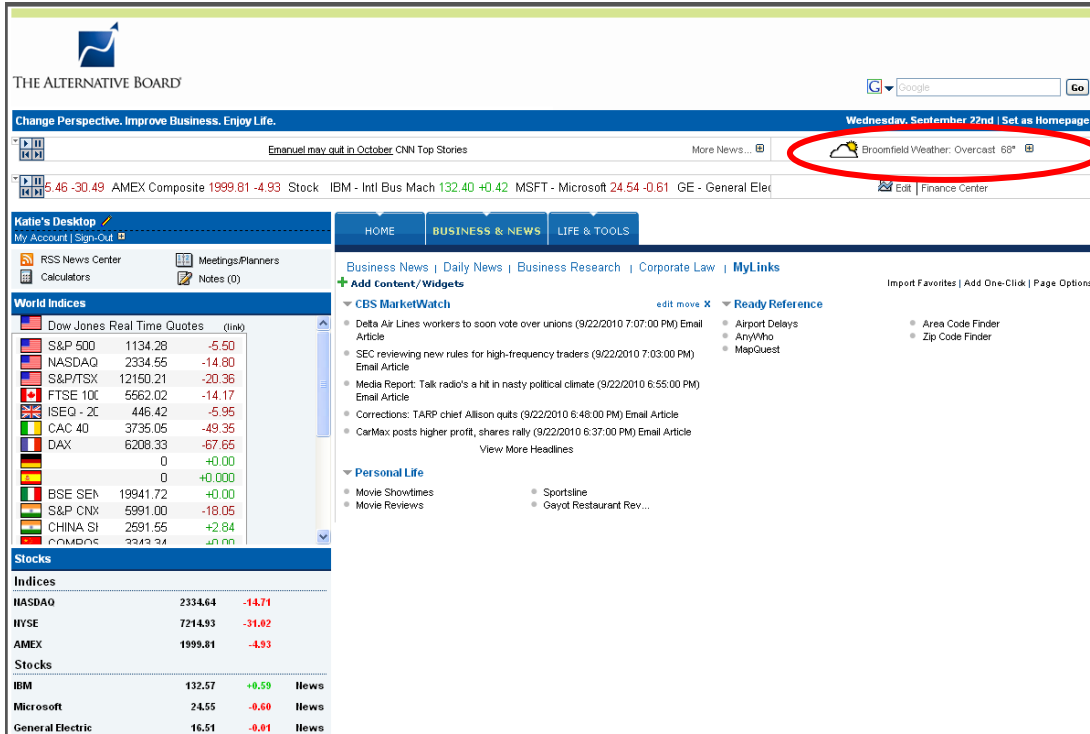 THE ALTERNATIVE BOARD®
G Google Go
Change Perspective. Improve Business. Enjoy Life.
Wednesday, September 22nd | Set as Homepage
Emanuel may quit in October CNN Top Stories
More News...
Broomfield Weather: Overcast 68°
5.46 -30.49 AMEX Composite 1999.81 -4.93 Stock IBM - Intl Bus Mach 132.40 +0.42 MSFT - Microsoft 24.54 -0.61 GE - General Elec
Edit | Finance Center
Katie's Desktop
My Account | Sign-Out
RSS News Center Meetings/Planners
Calculators Notes (0)
World Indices
Dow Jones Real Time Quotes (link)
S&P 500 1134.28 -5.50
NASDAQ 2334.55 -14.80
S&P/TSX 12150.21 -20.36
FTSE 100 5562.02 -14.17
ISEQ - 20 446.42 -5.95
CAC 40 3735.05 -49.35
DAX 6208.33 -67.65
0 +0.00
0 +0.000
BSE SEN 19941.72 +0.00
S&P CNX 5991.00 -18.05
CHINA SH 2591.55 +2.84
COMPOS 3343.34 +0.00
Stocks
Indices
NASDAQ 2334.64 -14.71
NYSE 7214.93 -31.02
AMEX 1999.81 -4.93
Stocks
IBM 132.57 +0.59 News
Microsoft 24.55 -0.60 News
General Electric 16.51 -0.01 News
HOME BUSINESS & NEWS LIFE & TOOLS
Business News | Daily News | Business Research | Corporate Law | MyLinks
Add Content/Widgets
Import Favorites | Add One-Click | Page Options
CBS MarketWatch edit move X
Delta Air Lines workers to soon vote over unions (9/22/2010 7:07:00 PM) Email
Article
SEC reviewing new rules for high-frequency traders (9/22/2010 7:03:00 PM)
Email Article
Media Report: Talk radio's a hit in nasty political climate (9/22/2010 6:55:00 PM)
Email Article
Corrections: TARP chief Allison quits (9/22/2010 6:48:00 PM) Email Article
CarMax posts higher profit, shares rally (9/22/2010 6:37:00 PM) Email Article
View More Headlines
Ready Reference
Airport Delays Area Code Finder
AnyWho Zip Code Finder
MapQuest
Personal Life
Movie Showtimes Sportsline
Movie Reviews Gayot Restaurant Rev...